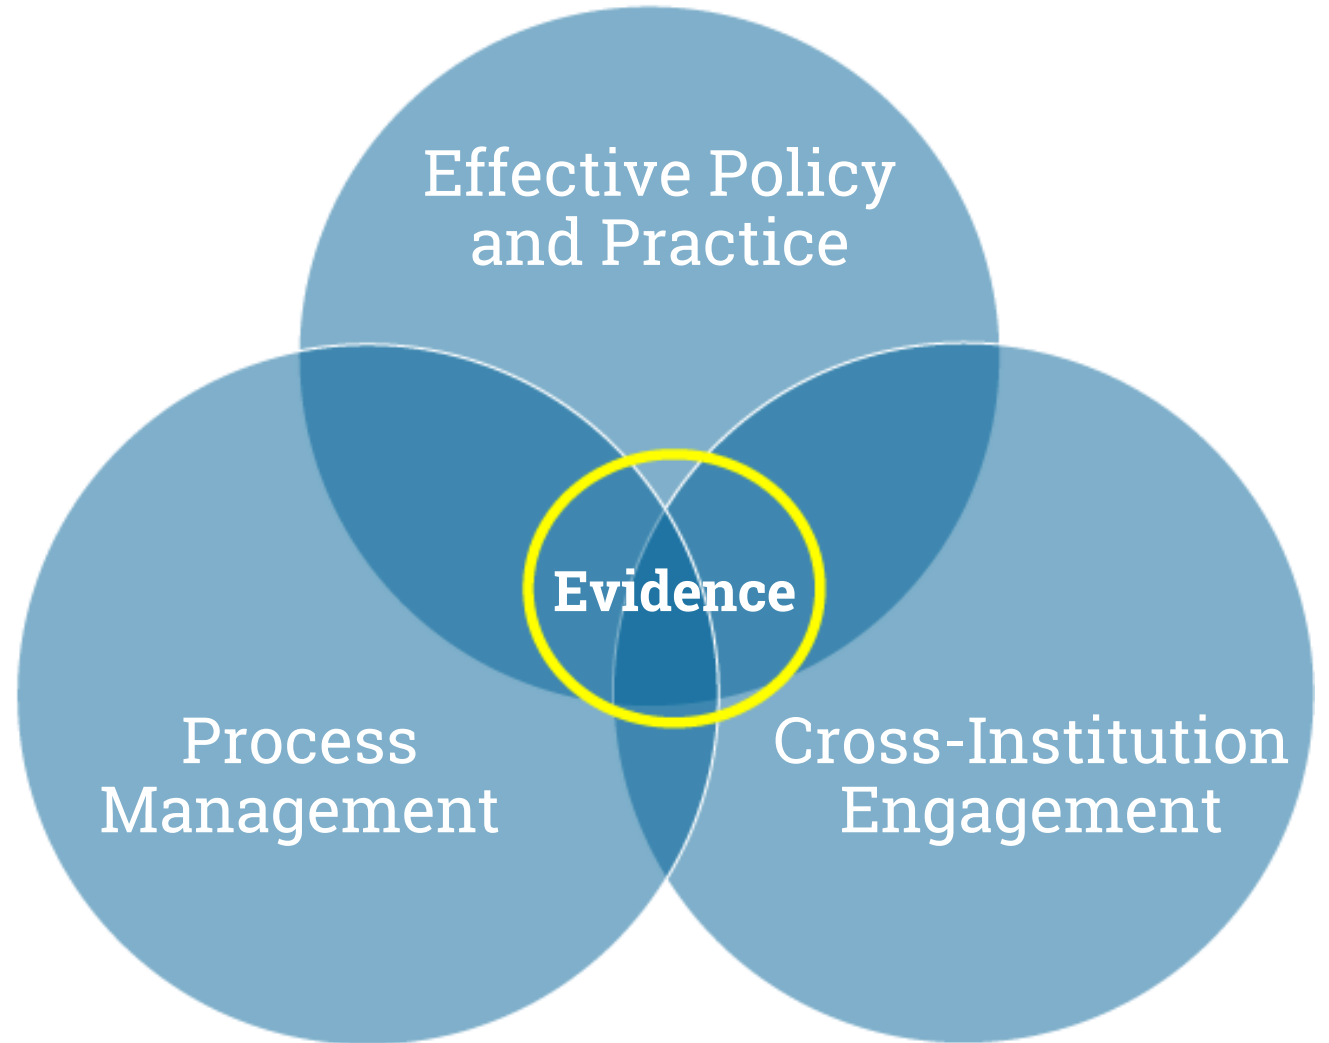 Effective Policy
and Practice
Evidence
Process
Management
Cross-Institution
Engagement